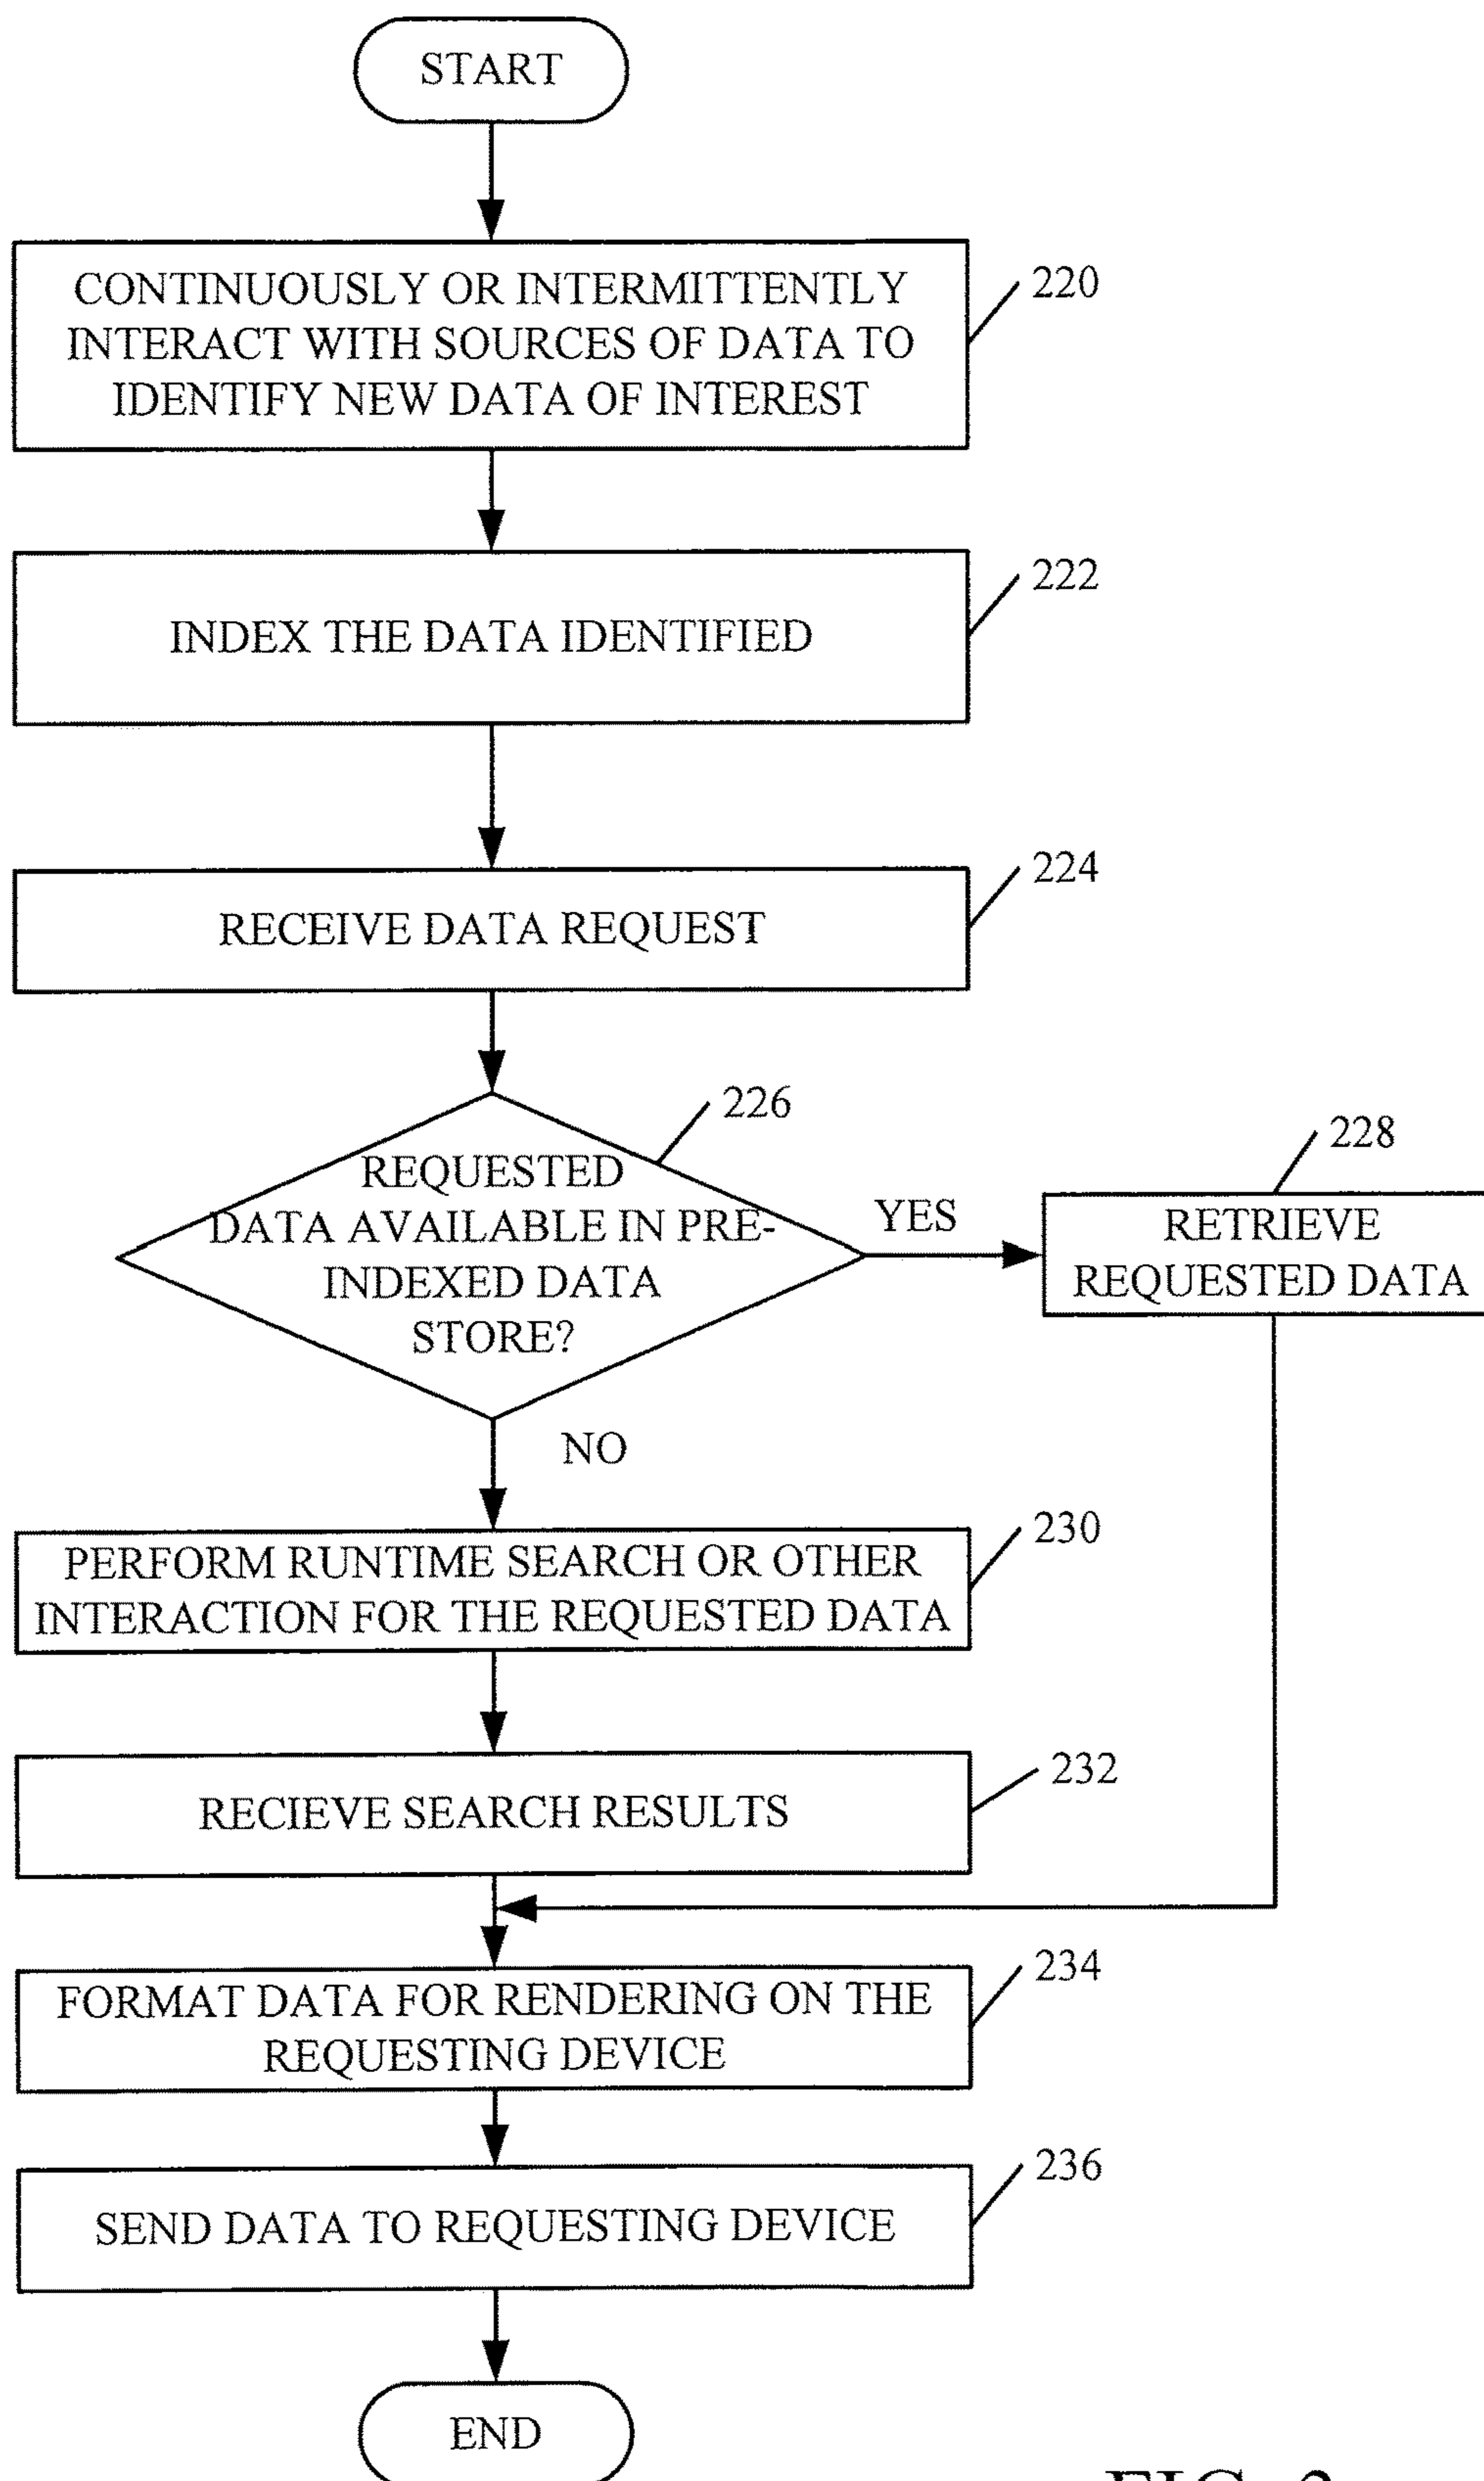 START
CONTINUOUSLY OR INTERMITTENTLY
INTERACT WITH SOURCES OF DATA TO
IDENTIFY NEW DATA OF INTEREST
220
INDEX THE DATA IDENTIFIED
222
RECEIVE DATA REQUEST
224
226
REQUESTED
DATA AVAILABLE IN PRE-
INDEXED DATA
STORE?
YES
228
RETRIEVE
REQUESTED DATA
NO
230
PERFORM RUNTIME SEARCH OR OTHER
INTERACTION FOR THE REQUESTED DATA
232
RECIEVE SEARCH RESULTS
234
FORMAT DATA FOR RENDERING ON THE
REQUESTING DEVICE
236
SEND DATA TO REQUESTING DEVICE
END